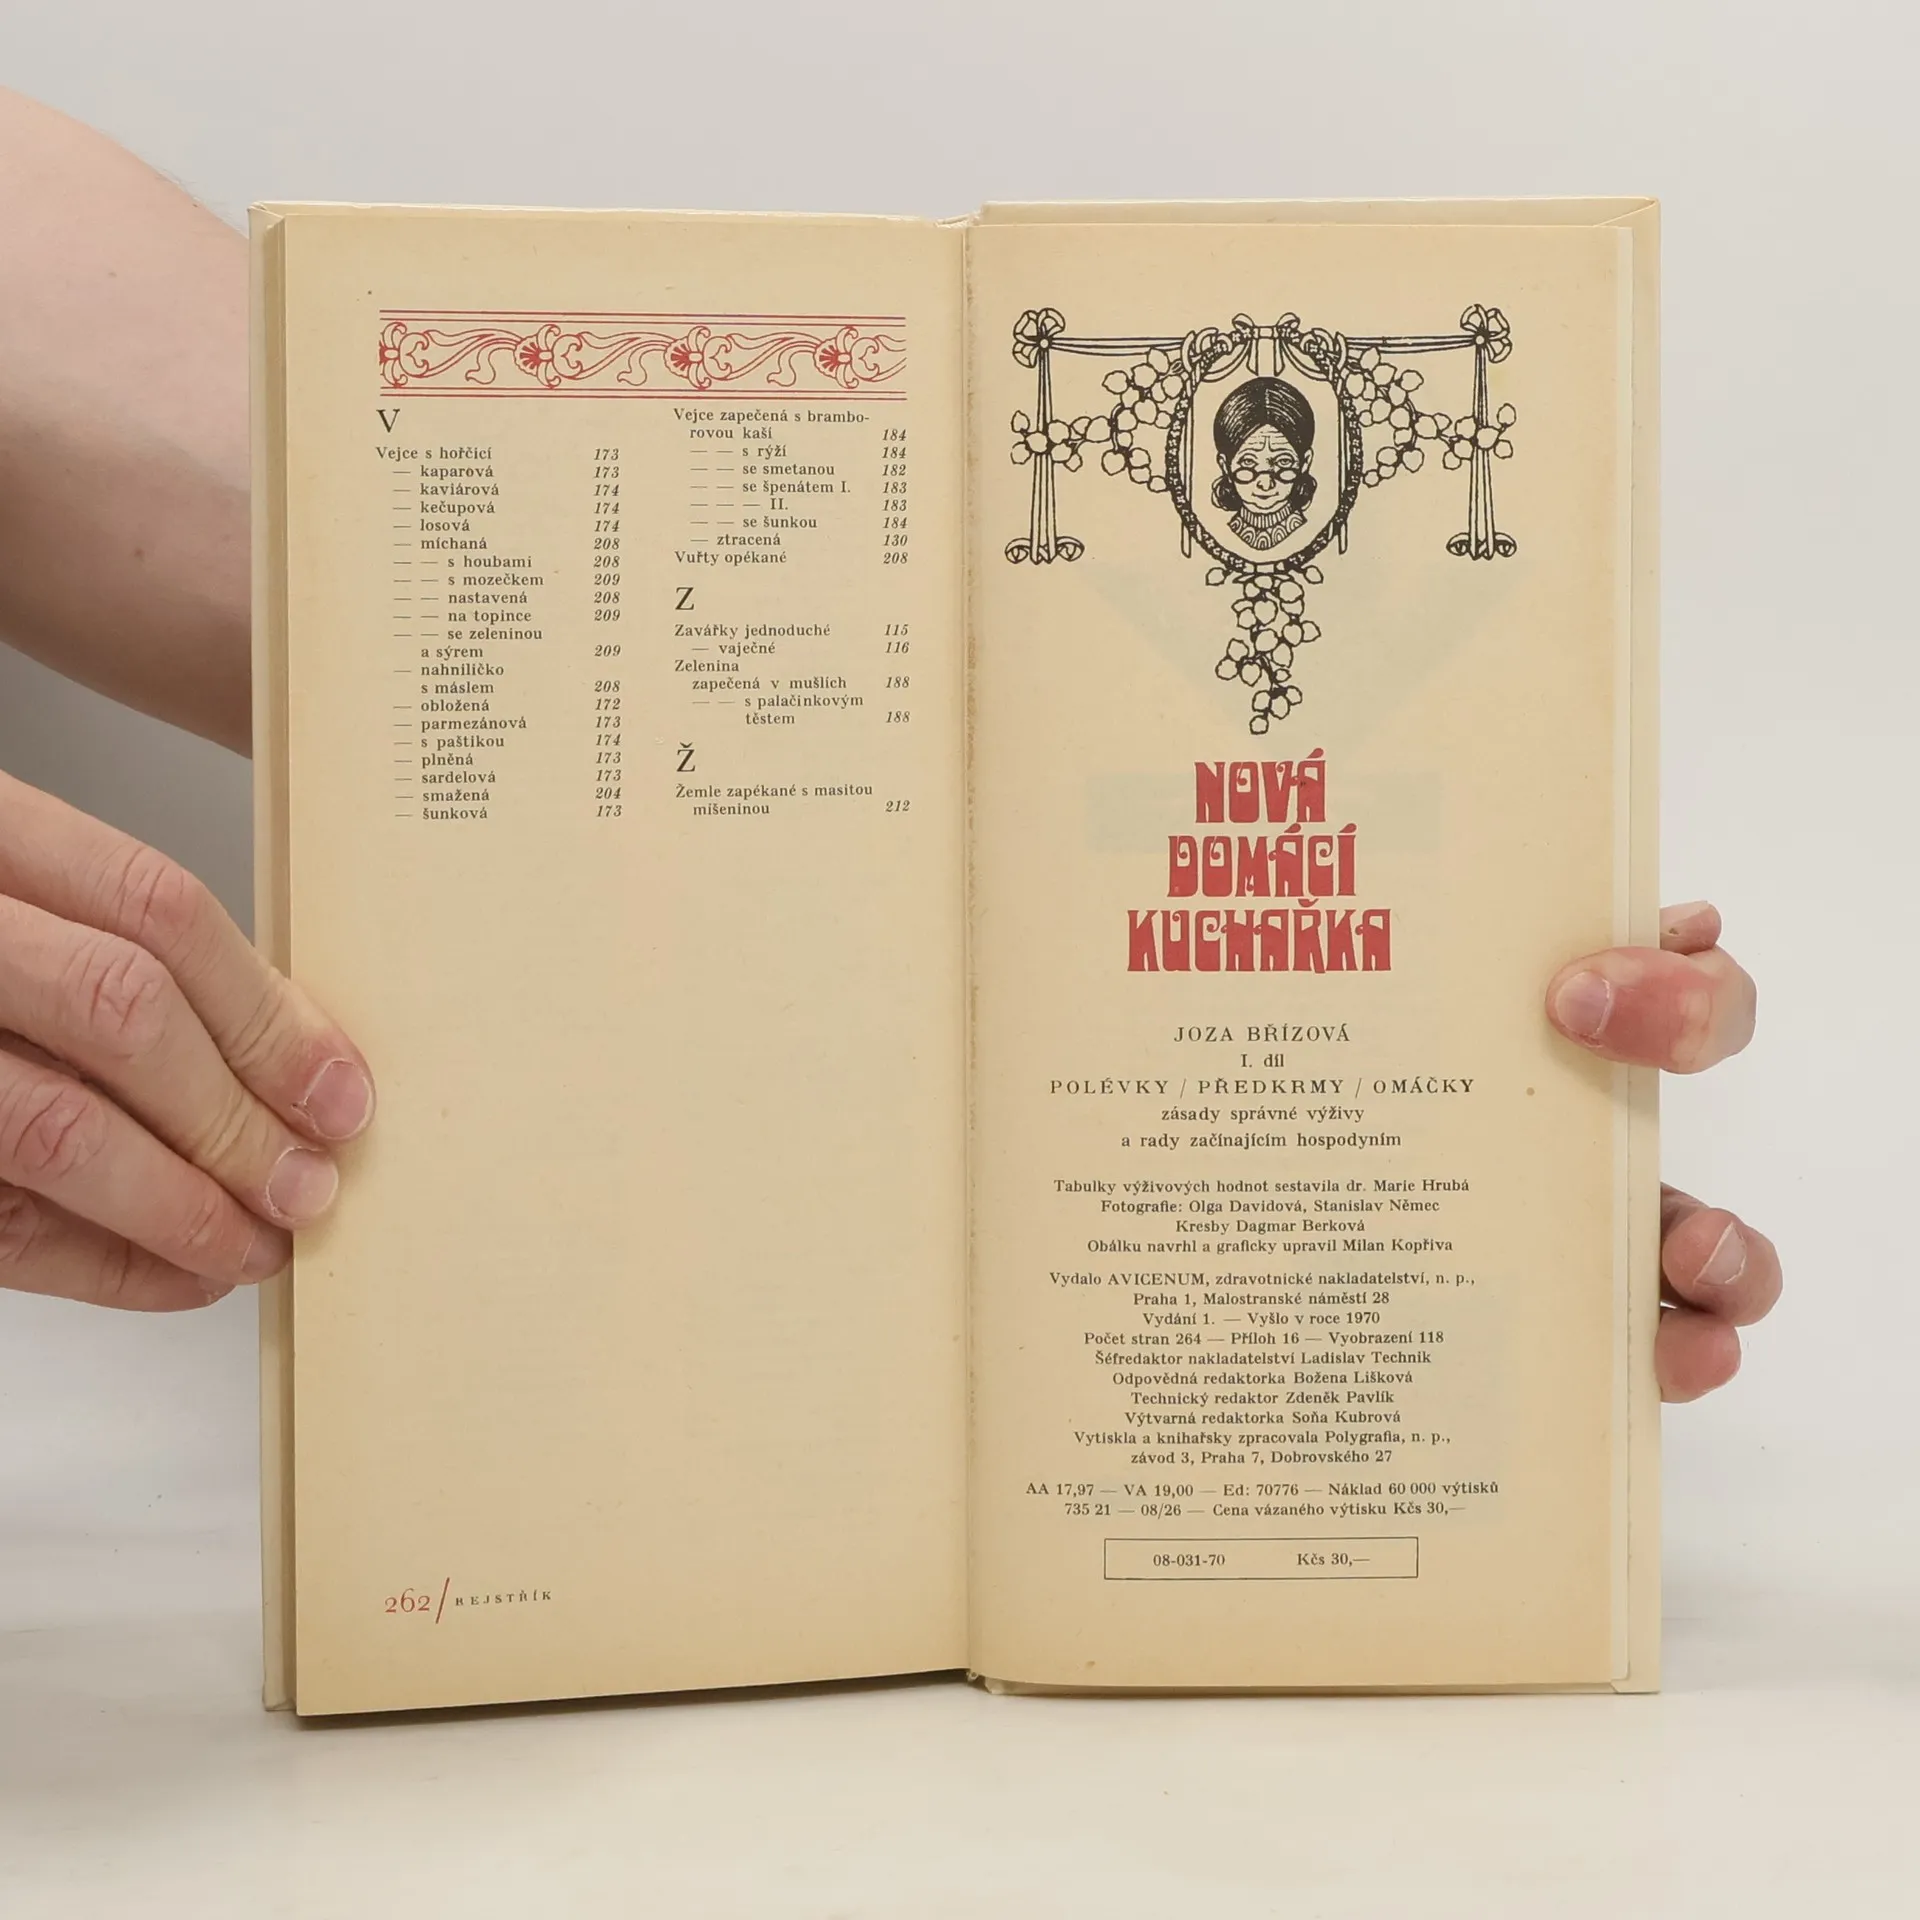 V
Vejce s hořčicí 173
— kaparová 173
— kaviárová 174
— kečupová 174
— losová 174
— míchaná 208
— — s houbami 208
— — s mozečkem 209
— — nastavená 208
— — na topince 209
— — se zeleninou
a sýrem 209
— nahniličko
s máslem 208
— obložená 172
— parmezánová 173
— s paštikou 174
— plněná 173
— sardelová 173
— smažená 204
— šunková 173
Vejce zapečená s brambo-
rovou kaší 184
— — s rýží 184
— — se smetanou 182
— — se špenátem I. 183
— — — II. 183
— — se šunkou 184
— ztracená 130
Vuřty opékané 208
Z
Zavářky jednoduché 115
— vaječné 116
Zelenina
zapečená v mušlích 188
— — s palačinkovým
těstem 188
Ž
Žemle zapékané s masitou
míšeninou 212
262/REJSTŘÍK
NOVÁ
DOMÁCÍ
KUCHAŘKA
JOZA BŘÍZOVÁ
I. díl
POLÉVKY / PŘEDKRMY / OMÁČKY
zásady správné výživy
a rady začínajícím hospodyním
Tabulky výživových hodnot sestavila dr. Marie Hrubá
Fotografie: Olga Davidová, Stanislav Němec
Kresby Dagmar Berková
Obálku navrhl a graficky upravil Milan Kopřiva
Vydalo AVICENUM, zdravotnické nakladatelství, n. p.,
Praha 1, Malostranské náměstí 28
Vydání 1. — Vyšlo v roce 1970
Počet stran 264 — Příloh 16 — Vyobrazení 118
Šéfredaktor nakladatelství Ladislav Technik
Odpovědná redaktorka Božena Lišková
Technický redaktor Zdeněk Pavlík
Výtvarná redaktorka Soňa Kubrová
Vytiskla a knihařsky zpracovala Polygrafia, n. p.,
závod 3, Praha 7, Dobrovského 27
AA 17,97 — VA 19,00 — Ed: 70776 — Náklad 60 000 výtisků
735 21 — 08/26 — Cena vázaného výtisku Kčs 30,—
08-031-70 Kčs 30,—